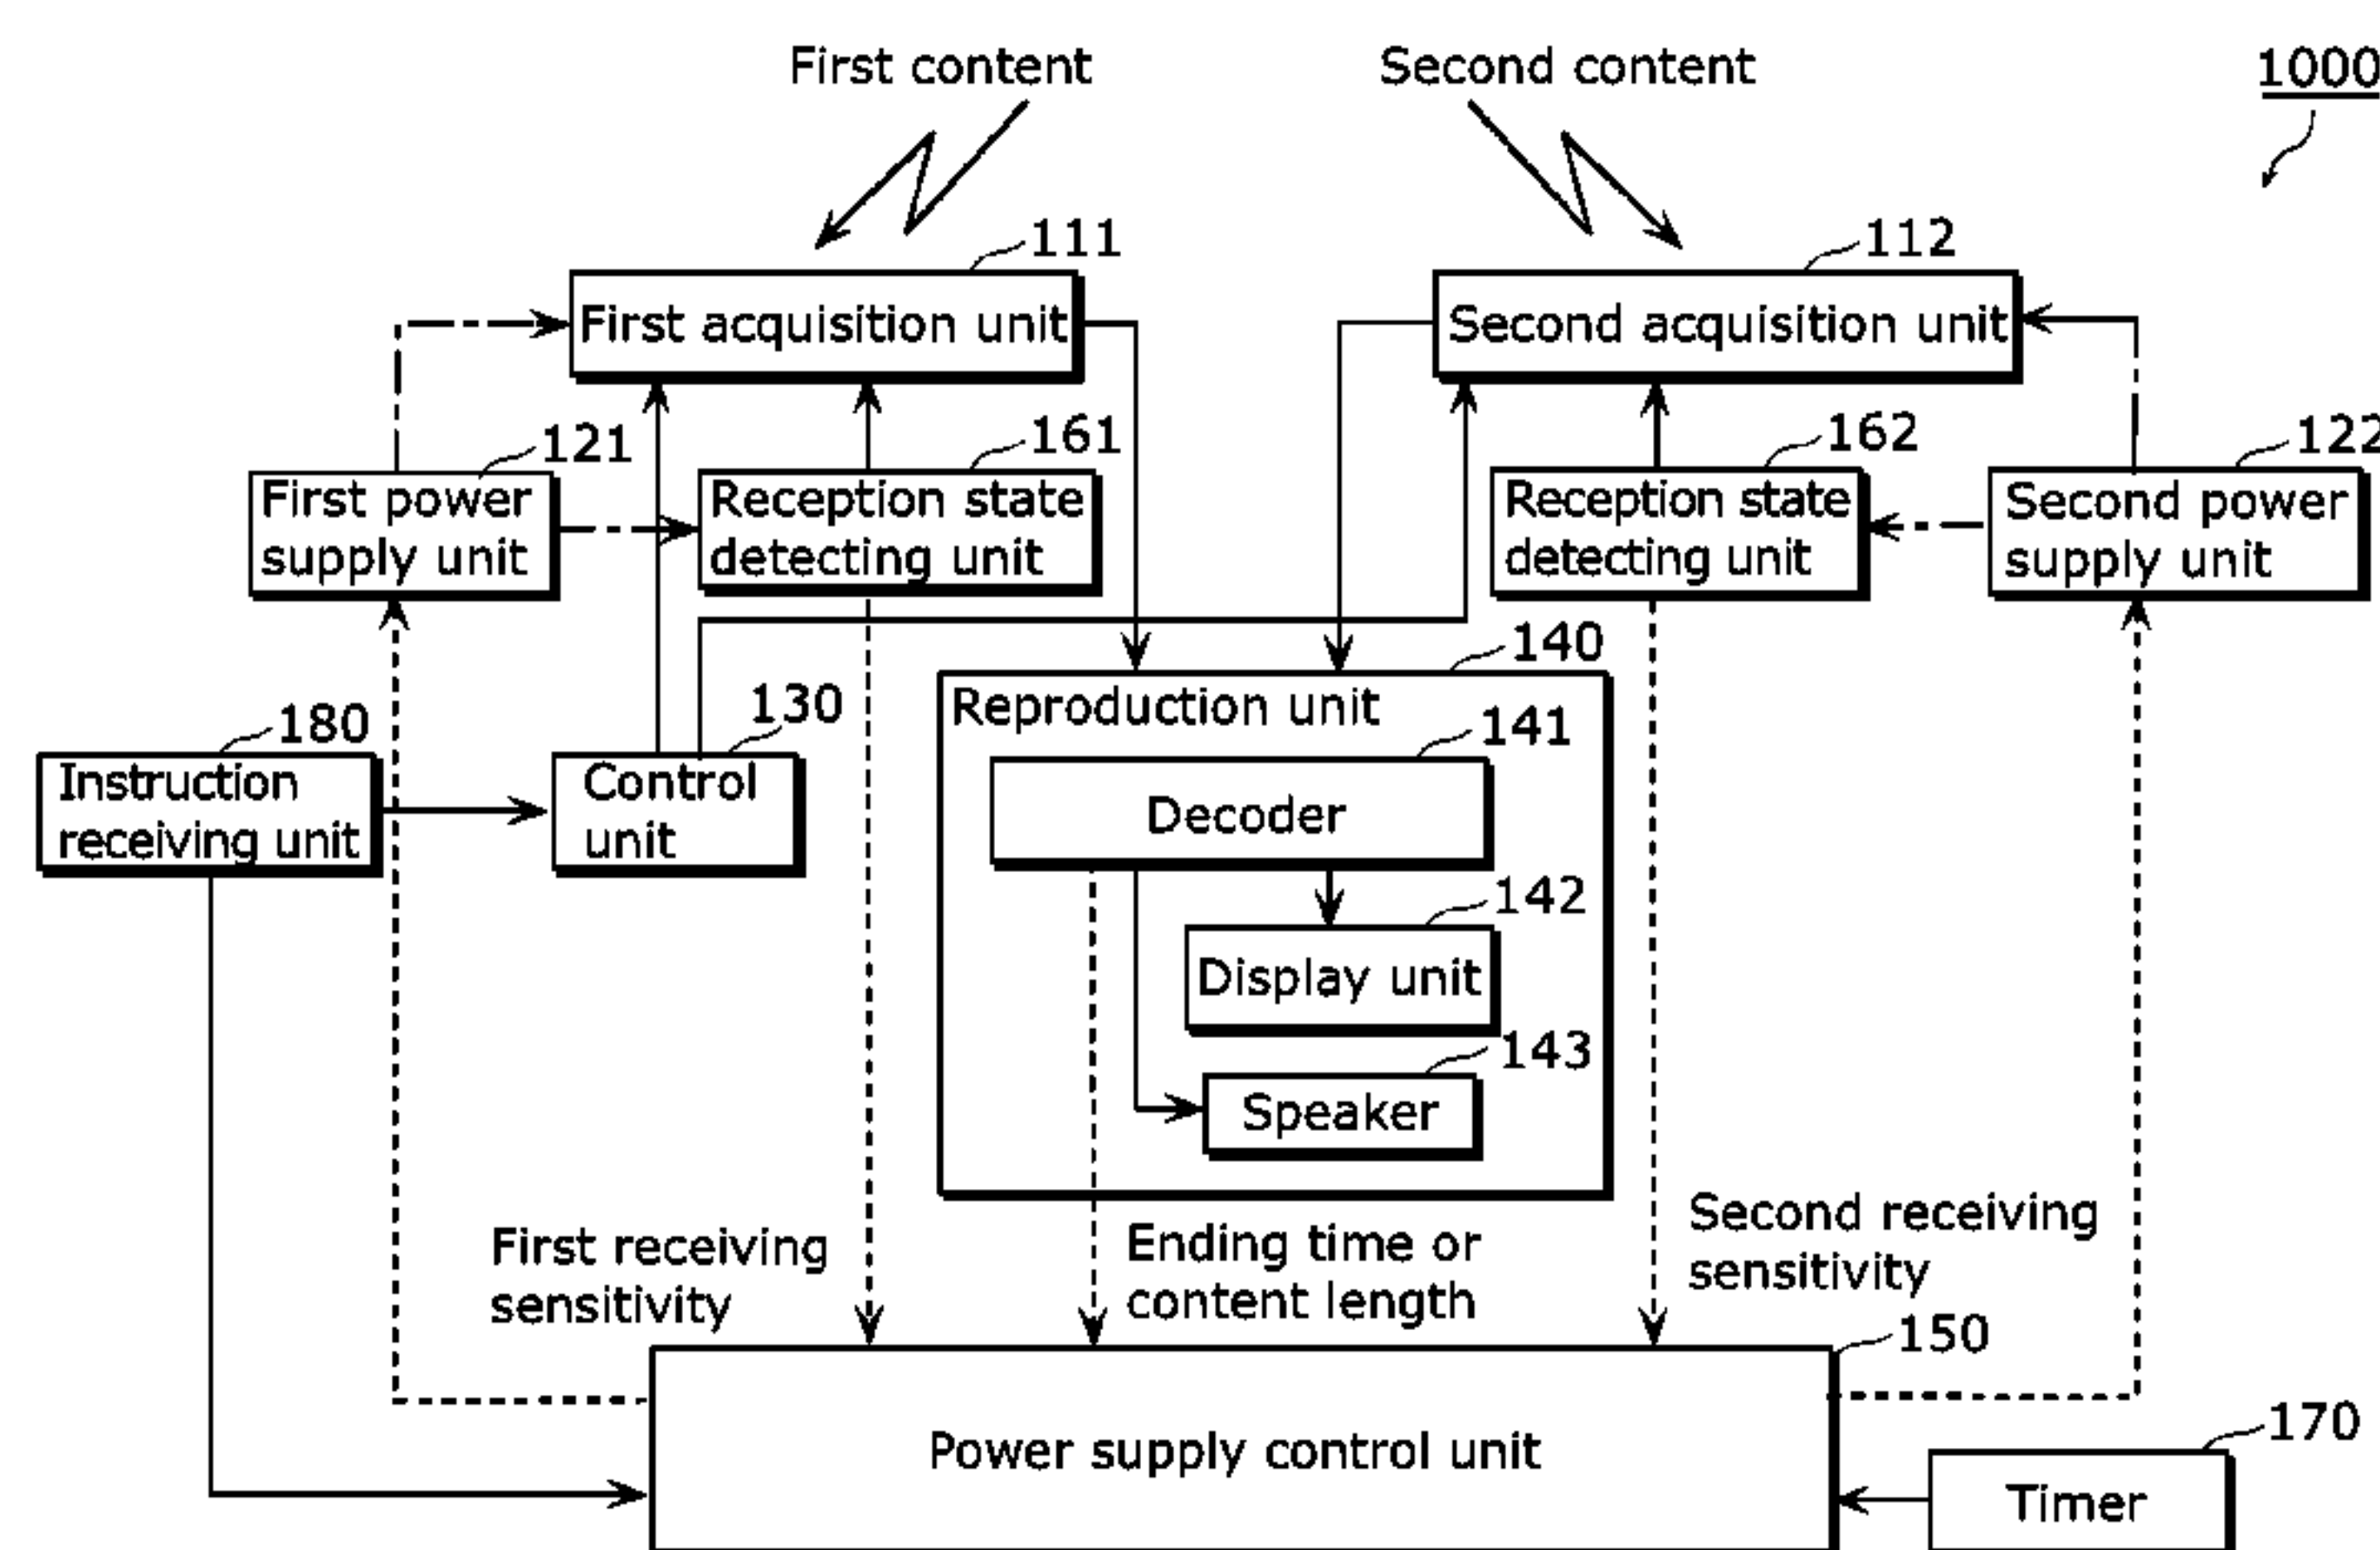 First content
Second content
1000
111
112
First acquisition unit
Second acquisition unit
121
161
162
122
First power
supply unit
Reception state
detecting unit
Reception state
detecting unit
Second power
supply unit
140
180
130
Reproduction unit
141
Instruction
receiving unit
Control
unit
Decoder
142
Display unit
143
Speaker
First receiving
sensitivity
Ending time or
content length
Second receiving
sensitivity
150
Power supply control unit
170
Timer